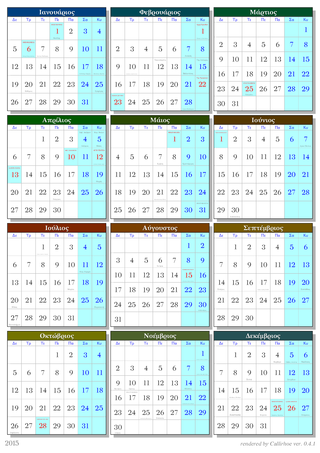 Ιανουάριος
Δε Τρ Τε Πε Πα Σα Κυ
1 2 3 4
5 6 7 8 9 10 11
12 13 14 15 16 17 18
19 20 21 22 23 24 25
26 27 28 29 30 31
Φεβρουάριος
Δε Τρ Τε Πε Πα Σα Κυ
1
2 3 4 5 6 7 8
9 10 11 12 13 14 15
16 17 18 19 20 21 22
23 24 25 26 27 28
Μάρτιος
Δε Τρ Τε Πε Πα Σα Κυ
1
2 3 4 5 6 7 8
9 10 11 12 13 14 15
16 17 18 19 20 21 22
23 24 25 26 27 28 29
30 31
Απρίλιος
Δε Τρ Τε Πε Πα Σα Κυ
1 2 3 4 5
6 7 8 9 10 11 12
13 14 15 16 17 18 19
20 21 22 23 24 25 26
27 28 29 30
Μάιος
Δε Τρ Τε Πε Πα Σα Κυ
1 2 3
4 5 6 7 8 9 10
11 12 13 14 15 16 17
18 19 20 21 22 23 24
25 26 27 28 29 30 31
Ιούνιος
Δε Τρ Τε Πε Πα Σα Κυ
1 2 3 4 5 6 7
8 9 10 11 12 13 14
15 16 17 18 19 20 21
22 23 24 25 26 27 28
29 30
Ιούλιος
Δε Τρ Τε Πε Πα Σα Κυ
1 2 3 4 5
6 7 8 9 10 11 12
13 14 15 16 17 18 19
20 21 22 23 24 25 26
27 28 29 30 31
Αύγουστος
Δε Τρ Τε Πε Πα Σα Κυ
1 2
3 4 5 6 7 8 9
10 11 12 13 14 15 16
17 18 19 20 21 22 23
24 25 26 27 28 29 30
31
Σεπτέμβριος
Δε Τρ Τε Πε Πα Σα Κυ
1 2 3 4 5 6
7 8 9 10 11 12 13
14 15 16 17 18 19 20
21 22 23 24 25 26 27
28 29 30
Οκτώβριος
Δε Τρ Τε Πε Πα Σα Κυ
1 2 3 4
5 6 7 8 9 10 11
12 13 14 15 16 17 18
19 20 21 22 23 24 25
26 27 28 29 30 31
Νοέμβριος
Δε Τρ Τε Πε Πα Σα Κυ
1
2 3 4 5 6 7 8
9 10 11 12 13 14 15
16 17 18 19 20 21 22
23 24 25 26 27 28 29
30
Δεκέμβριος
Δε Τρ Τε Πε Πα Σα Κυ
1 2 3 4 5 6
7 8 9 10 11 12 13
14 15 16 17 18 19 20
21 22 23 24 25 26 27
28 29 30 31
2015
rendered by Callirhoe ver. 0.4.1